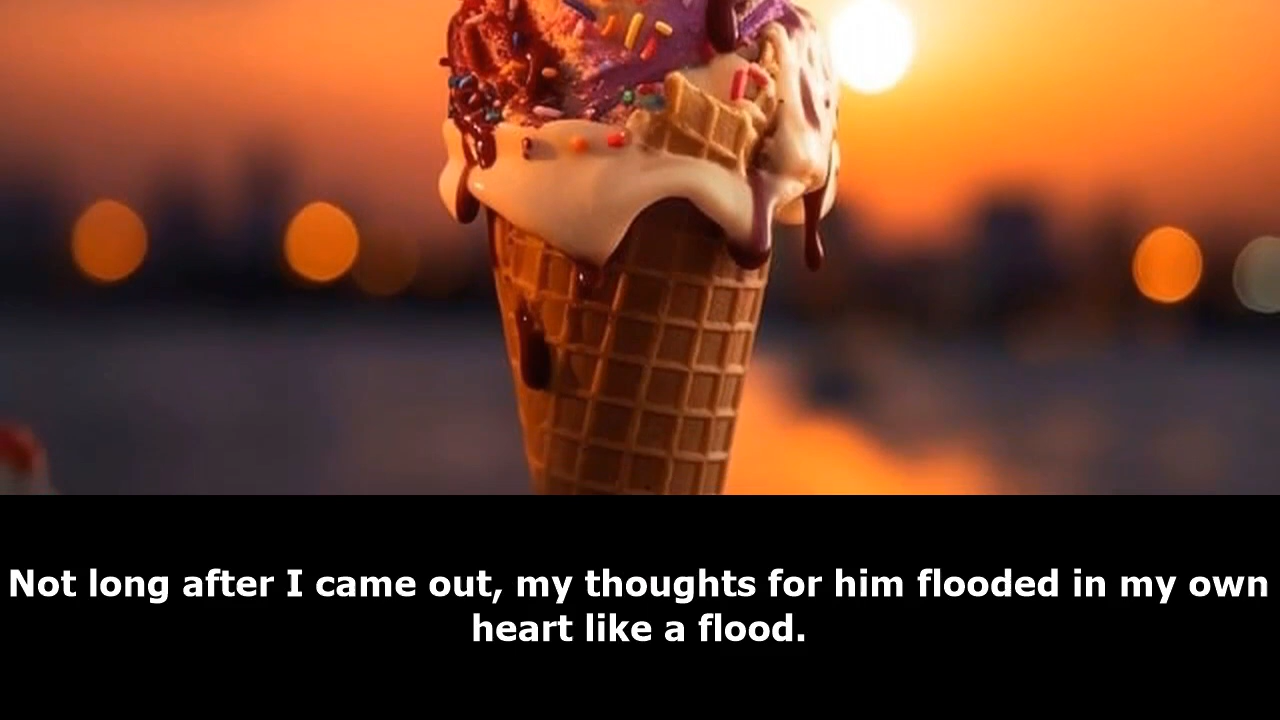 Not long after I came out, my thoughts for him flooded in my own
heart like a flood.